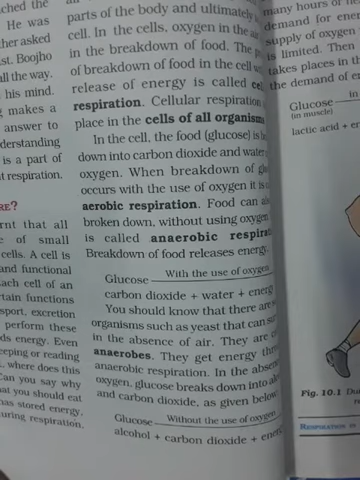 ched the
He was
ther asked
st. Boojho
all the way.
his mind.
g makes a
answer to
derstanding
is a part of
t respiration.
RE?
rnt that all
e of small
cells. A cell is
and functional
ach cell of an
rtain functions
sport, excretion
perform these
ds energy. Even
eeping or reading
, where does this
Can you say why
at you should eat
has stored energy,
uring respiration.
parts of the body and ultimately
cell. In the cells, oxygen in the air
in the breakdown of food. The
of breakdown of food in the cell
release of energy is called
respiration. Cellular respiration
place in the cells of all organisms
In the cell, the food (glucose) is
down into carbon dioxide and water
oxygen. When breakdown of
occurs with the use of oxygen it is
aerobic respiration. Food can
broken down, without using oxygen
is called anaerobic respirat
Breakdown of food releases energy.
Glucose With the use of oxygen
carbon dioxide + water + energ
You should know that there are
organisms such as yeast that can
in the absence of air. They are
anaerobes. They get energy
anaerobic respiration. In the absen
oxygen, glucose breaks down into
and carbon dioxide, as given below
Glucose Without the use of oxygen
alcohol + carbon dioxide + ener
many hours of
demand for ener
supply of oxygen
is limited. Then
takes places in th
the demand of e
Glucose in
(in muscle)
lactic acid + en
Fig. 10.1 Du
RESPIRATION IN